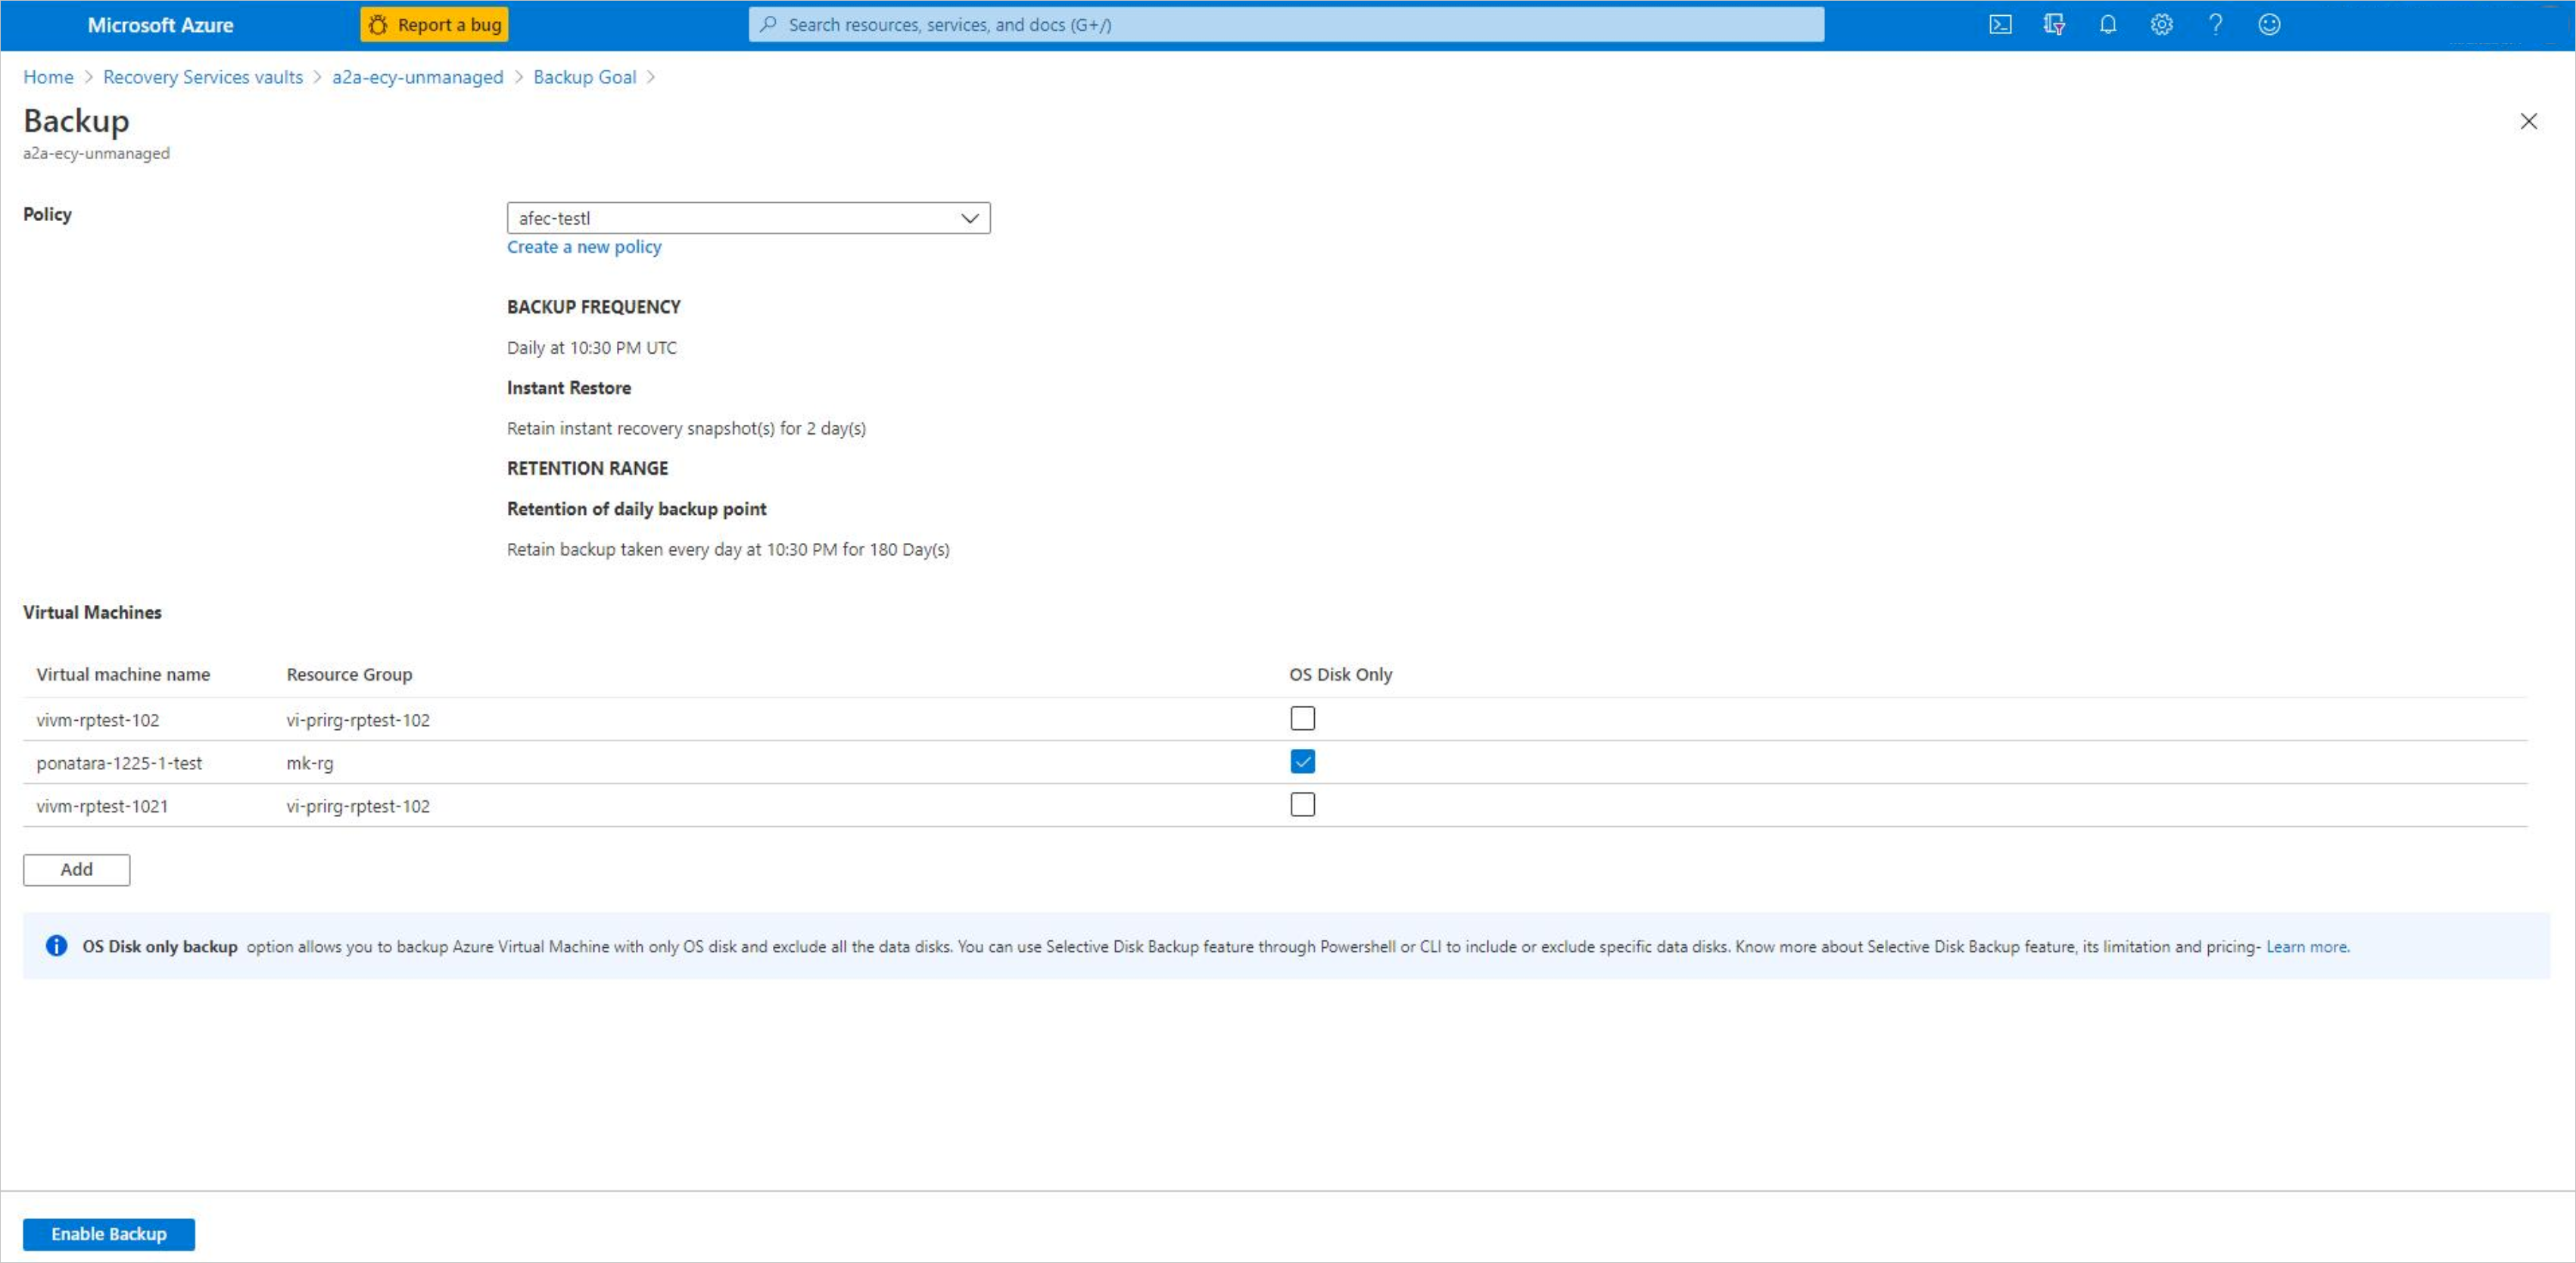 Microsoft Azure
Report a bug
Search resources, services, and docs (G+/)
Home > Recovery Services vaults > a2a-ecy-unmanaged > Backup Goal >
Backup
a2a-ecy-unmanaged
Policy
afec-testl
Create a new policy
BACKUP FREQUENCY
Daily at 10:30 PM UTC
Instant Restore
Retain instant recovery snapshot(s) for 2 day(s)
RETENTION RANGE
Retention of daily backup point
Retain backup taken every day at 10:30 PM for 180 Day(s)
Virtual Machines
Virtual machine name Resource Group OS Disk Only
vivm-rptest-102 vi-prirg-rptest-102
ponatara-1225-1-test mk-rg
vivm-rptest-1021 vi-prirg-rptest-102
Add
OS Disk only backup option allows you to backup Azure Virtual Machine with only OS disk and exclude all the data disks. You can use Selective Disk Backup feature through Powershell or CLI to include or exclude specific data disks. Know more about Selective Disk Backup feature, its limitation and pricing- Learn more.
Enable Backup